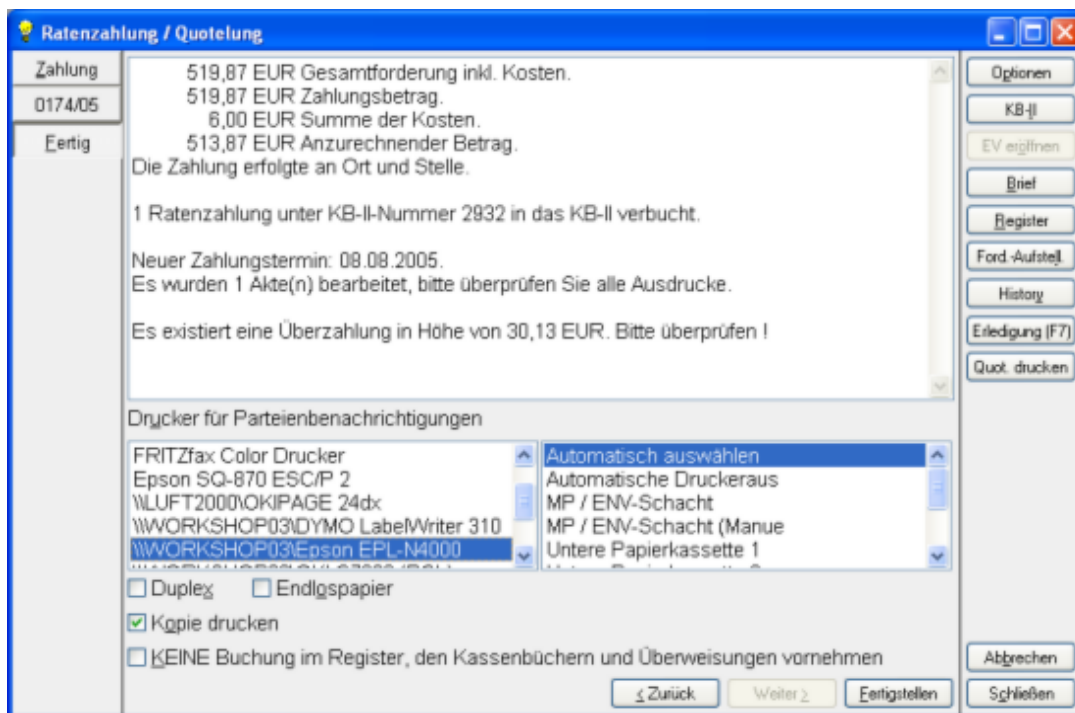 Ratenzahlung / Quotelung
Zahlung
0174/05
Fertig
519,87 EUR Gesamtforderung inkl. Kosten.
519,87 EUR Zahlungsbetrag.
6,00 EUR Summe der Kosten.
513,87 EUR Anzurechnender Betrag.
Die Zahlung erfolgte an Ort und Stelle.
1 Ratenzahlung unter KB-II-Nummer 2932 in das KB-II verbucht.
Neuer Zahlungstermin: 08.08.2005.
Es wurden 1 Akte(n) bearbeitet, bitte überprüfen Sie alle Ausdrucke.
Es existiert eine Überzahlung in Höhe von 30,13 EUR. Bitte überprüfen !
Drucker für Parteienbenachrichtigungen
FRITZfax Color Drucker
Epson SQ-870 ESC/P 2
\\LUFT2000\OKIPAGE 24dx
\\WORKSHOP03\DYMO LabelWriter 310
\\WORKSHOP03\Epson EPL-N4000
Automatisch auswählen
Automatische Druckeraus
MP / ENV-Schacht
MP / ENV-Schacht (Manue
Untere Papierkassette 1
Duplex
Endlospapier
Kopie drucken
KEINE Buchung im Register, den Kassenbüchern und Überweisungen vornehmen
< Zurück
Weiter >
Fertigstellen
Optionen
KB-II
EV eröffnen
Brief
Register
Ford.-Aufstell.
History
Erledigung (F7)
Quot. drucken
Abbrechen
Schließen